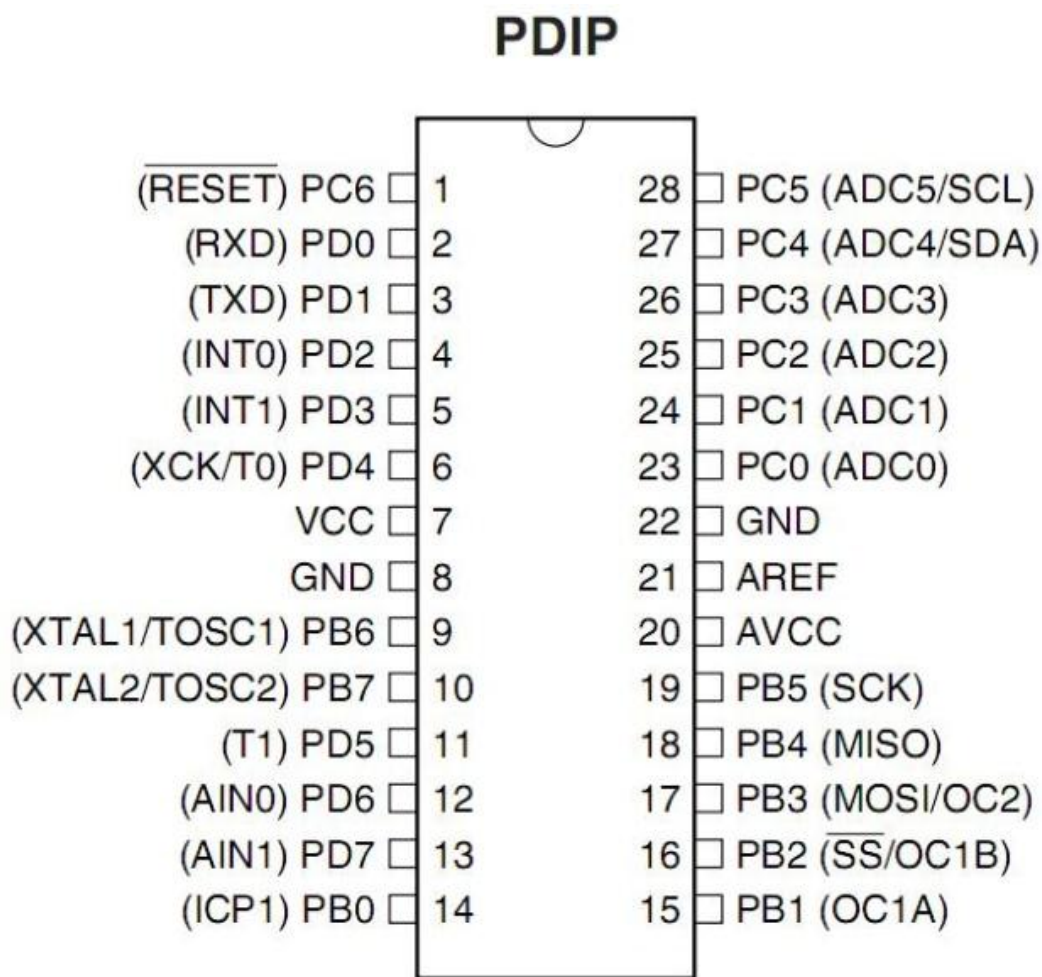 PDIP
(RESET) PC6 1 28 PC5 (ADC5/SCL)
(RXD) PD0 2 27 PC4 (ADC4/SDA)
(TXD) PD1 3 26 PC3 (ADC3)
(INT0) PD2 4 25 PC2 (ADC2)
(INT1) PD3 5 24 PC1 (ADC1)
(XCK/T0) PD4 6 23 PC0 (ADC0)
VCC 7 22 GND
GND 8 21 AREF
(XTAL1/TOSC1) PB6 9 20 AVCC
(XTAL2/TOSC2) PB7 10 19 PB5 (SCK)
(T1) PD5 11 18 PB4 (MISO)
(AIN0) PD6 12 17 PB3 (MOSI/OC2)
(AIN1) PD7 13 16 PB2 (SS/OC1B)
(ICP1) PB0 14 15 PB1 (OC1A)